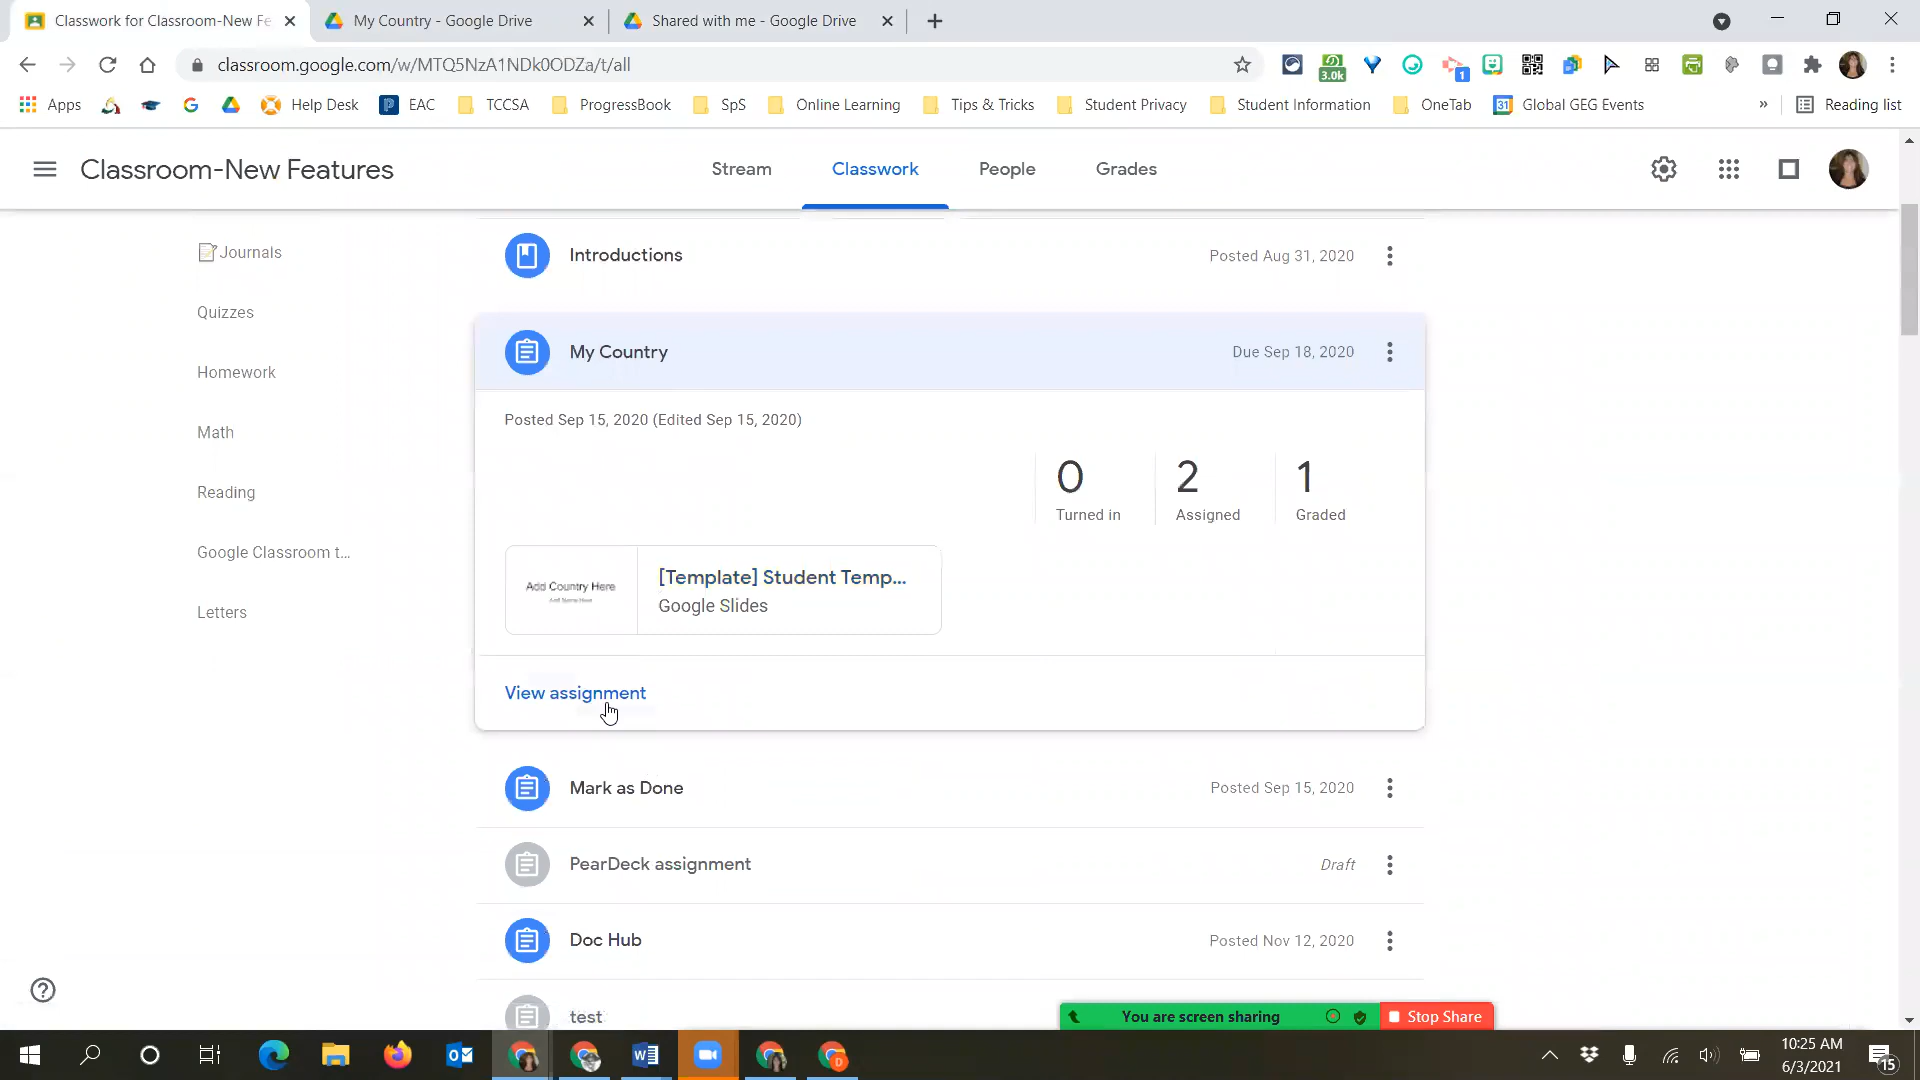 Classwork for Classroom-New Fe
My Country - Google Drive
Shared with me - Google Drive
classroom.google.com/w/MTQ5NzA1NDk0ODZa/t/all
3.0k
1
Apps
Help Desk
EAC
TCCSA
ProgressBook
SpS
Online Learning
Tips & Tricks
Student Privacy
Student Information
OneTab
31
Global GEG Events
»
Reading list
Classroom-New Features
Stream
Classwork
People
Grades
Journals
Quizzes
Homework
Math
Reading
Google Classroom t...
Letters
Introductions
Posted Aug 31, 2020
My Country
Due Sep 18, 2020
Posted Sep 15, 2020 (Edited Sep 15, 2020)
0
Turned in
2
Assigned
1
Graded
Add Country Here
[Template] Student Temp...
Google Slides
View assignment
Mark as Done
Posted Sep 15, 2020
PearDeck assignment
Draft
Doc Hub
Posted Nov 12, 2020
test
You are screen sharing
Stop Share
10:25 AM
6/3/2021
15